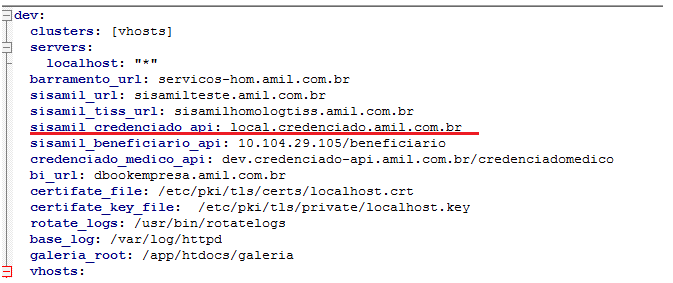 dev:
clusters: [vhosts]
servers:
localhost: "*"
barramento_url: servicos-hom.amil.com.br
sisamil_url: sisamilteste.amil.com.br
sisamil_tiss_url: sisamilhomologtiss.amil.com.br
sisamil_credenciado_api: local.credenciado.amil.com.br
sisamil_beneficiario_api: 10.104.29.105/beneficiario
credenciado_medico_api: dev.credenciado-api.amil.com.br/credenciadomedico
bi_url: dbookempresa.amil.com.br
certifate_file: /etc/pki/tls/certs/localhost.crt
certifate_key_file:  /etc/pki/tls/private/localhost.key
rotate_logs: /usr/bin/rotatelogs
base_log: /var/log/httpd
galeria_root: /app/htdocs/galeria
vhosts: